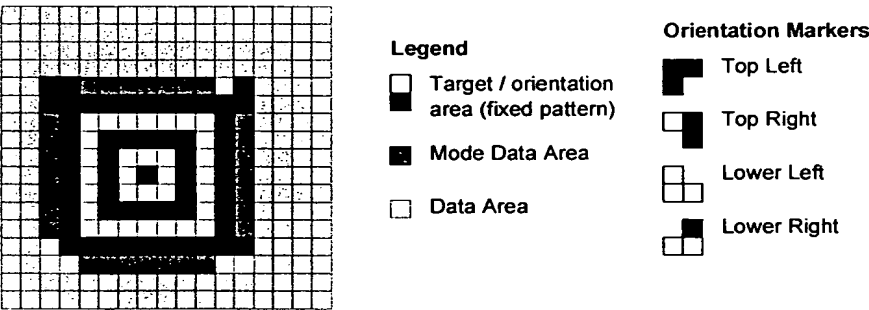 Legend
Target / orientation
area (fixed pattern)
Mode Data Area
Data Area
Orientation Markers
Top Left
Top Right
Lower Left
Lower Right